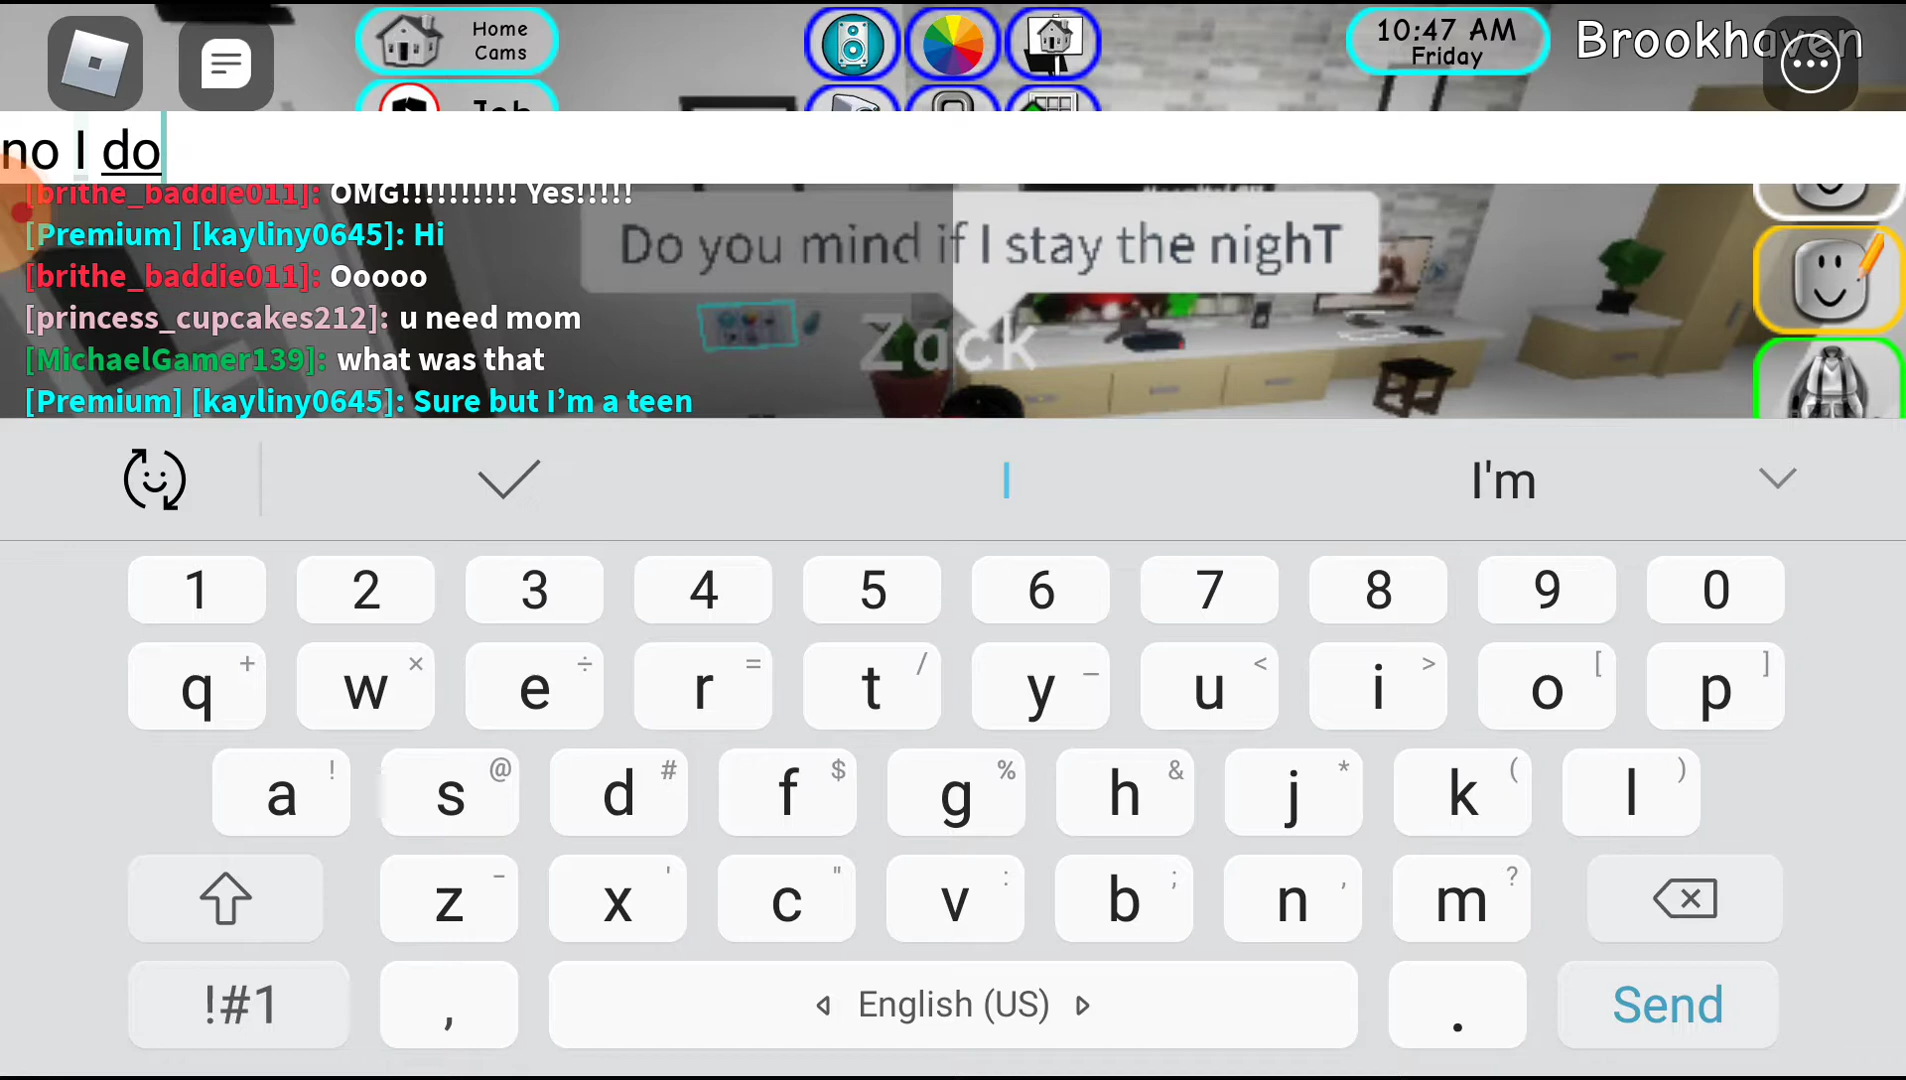 Home
Cams
10:47 AM
Friday
Brookhaven
Job
no I do
[brithe_baddie011]: OMG!!!!!!!!!! Yes!!!!!
[Premium] [kayliny0645]: Hi
[brithe_baddie011]: Ooooo
[princess_cupcakes212]: u need mom
[MichaelGamer139]: what was that
[Premium] [kayliny0645]: Sure but I'm a teen
Do you mind if I stay the nighT
Zack
I
I'm
1 2 3 4 5 6 7 8 9 0
q + w × e ÷ r = t / y _ u < i > o [ p ]
a ! s @ d # f $ g % h & j * k ( l )
z - x ' c " v : b ; n , m ?
!#1 , English (US) . Send